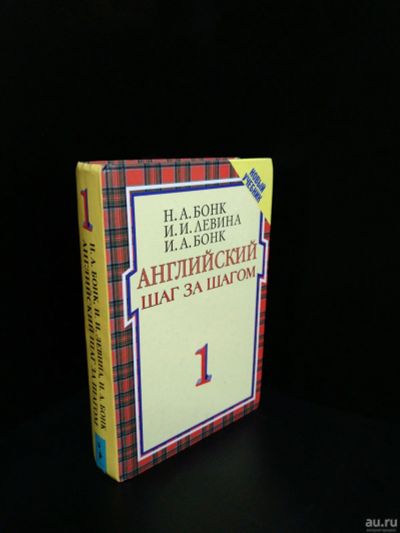 НОВЫЙ
УЧЕБНИК
Н. А. БОНК
И. И. ЛЕВИНА
И. А. БОНК
АНГЛИЙСКИЙ
ШАГ ЗА ШАГОМ
1
1
Н. А. БОНК, И. И. ЛЕВИНА, И. А. БОНК
АНГЛИЙСКИЙ ШАГ ЗА ШАГОМ
au.ru